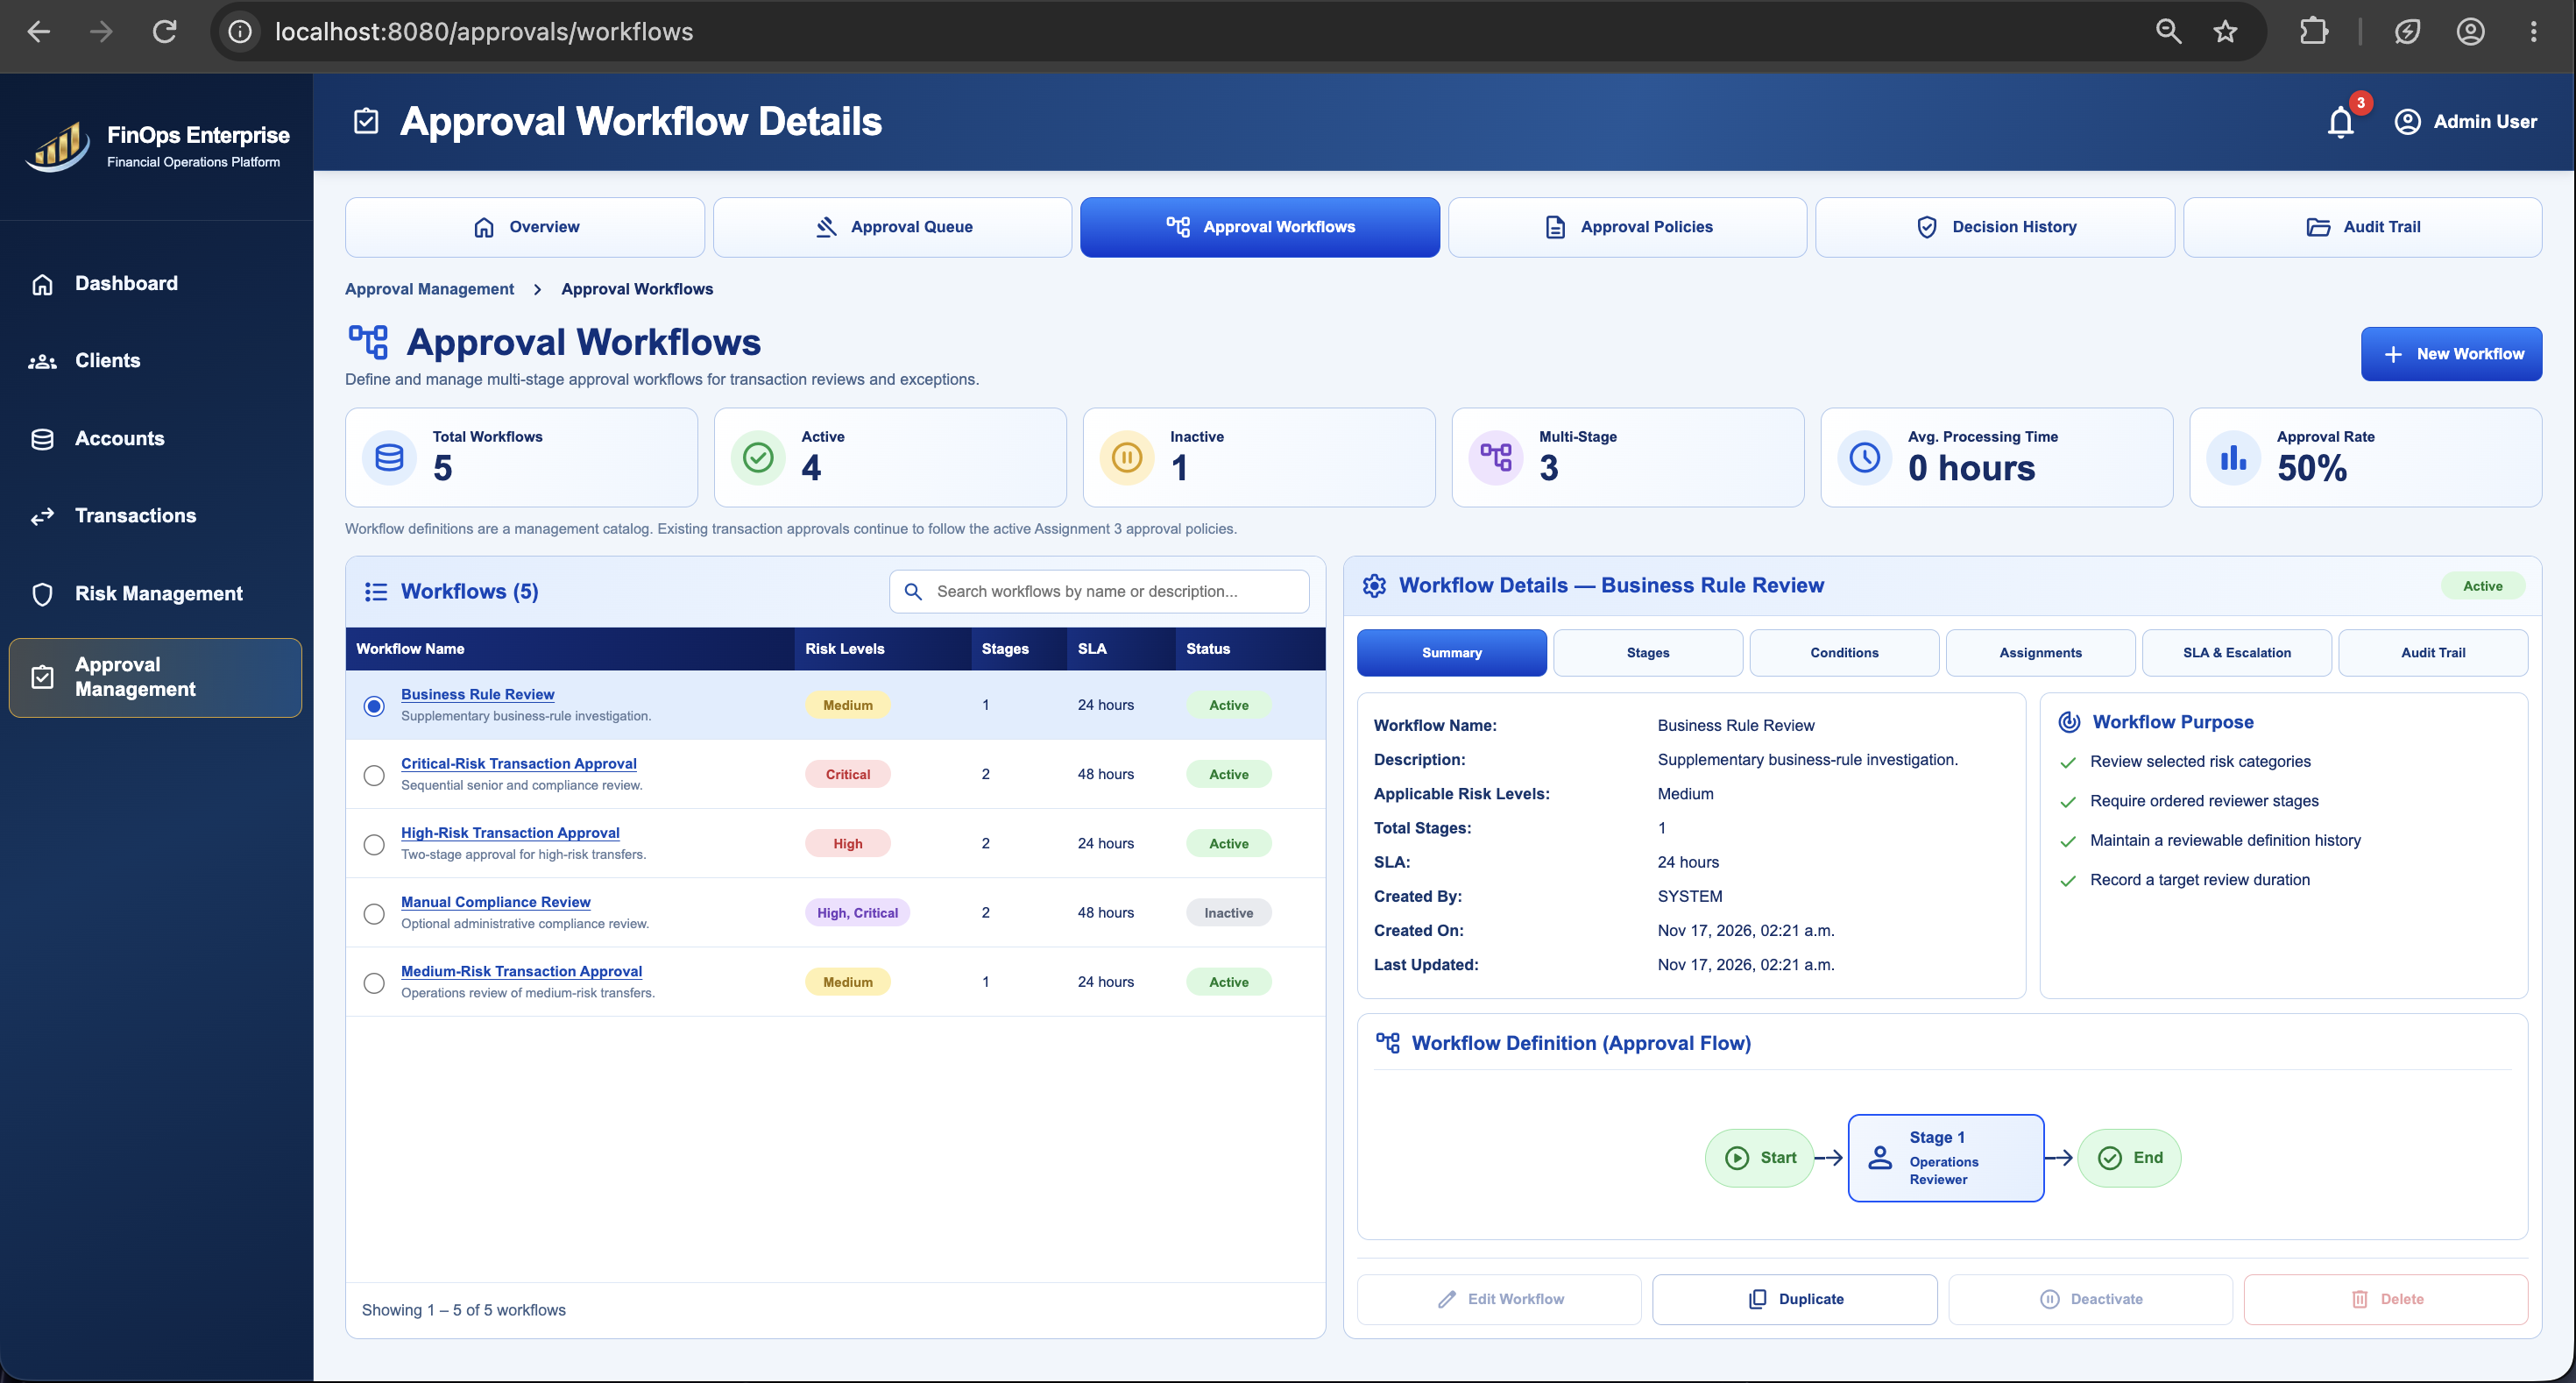 localhost:8080/approvals/workflows
FinOps Enterprise
Financial Operations Platform
Approval Workflow Details
3
Admin User
Dashboard
Clients
Accounts
Transactions
Risk Management
Approval
Management
Overview
Approval Queue
Approval Workflows
Approval Policies
Decision History
Audit Trail
Approval Management > Approval Workflows
Approval Workflows
Define and manage multi-stage approval workflows for transaction reviews and exceptions.
+ New Workflow
Total Workflows
5
Active
4
Inactive
1
Multi-Stage
3
Avg. Processing Time
0 hours
Approval Rate
50%
Workflow definitions are a management catalog. Existing transaction approvals continue to follow the active Assignment 3 approval policies.
Workflows (5)
Search workflows by name or description...
Workflow Name Risk Levels Stages SLA Status
Business Rule Review
Supplementary business-rule investigation.
Medium 1 24 hours Active
Critical-Risk Transaction Approval
Sequential senior and compliance review.
Critical 2 48 hours Active
High-Risk Transaction Approval
Two-stage approval for high-risk transfers.
High 2 24 hours Active
Manual Compliance Review
Optional administrative compliance review.
High, Critical 2 48 hours Inactive
Medium-Risk Transaction Approval
Operations review of medium-risk transfers.
Medium 1 24 hours Active
Showing 1 – 5 of 5 workflows
Workflow Details — Business Rule Review
Active
Summary
Stages
Conditions
Assignments
SLA & Escalation
Audit Trail
Workflow Name: Business Rule Review
Description: Supplementary business-rule investigation.
Applicable Risk Levels: Medium
Total Stages: 1
SLA: 24 hours
Created By: SYSTEM
Created On: Nov 17, 2026, 02:21 a.m.
Last Updated: Nov 17, 2026, 02:21 a.m.
Workflow Purpose
Review selected risk categories
Require ordered reviewer stages
Maintain a reviewable definition history
Record a target review duration
Workflow Definition (Approval Flow)
Start
Stage 1
Operations
Reviewer
End
Edit Workflow
Duplicate
Deactivate
Delete